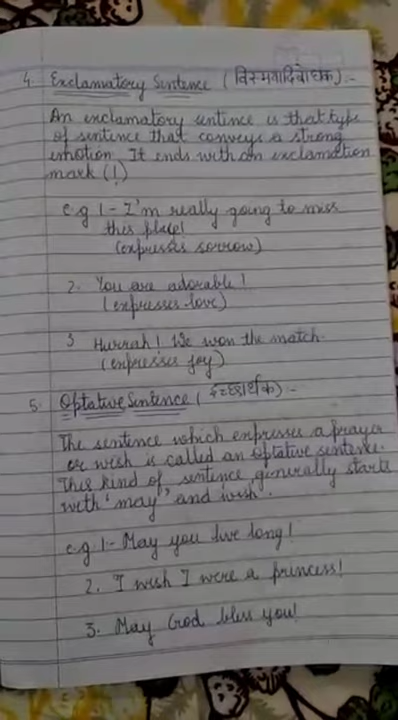 4. Exclamatory Sentence (विस्मयादिबोधक) :-
An exclamatory sentence is that type
of sentence that conveys a strong
emotion. It ends with an exclamation
mark (!)
e.g 1- I'm really going to miss
this place!
(expresses sorrow)
2. You are adorable!
(expresses love)
3 Hurrah! We won the match.
(expresses joy)
5. Optative Sentence (इच्छार्थक) :-
The sentence which expresses a prayer
or wish is called an optative sentence.
This kind of sentence generally starts
with 'may' and wish'.
e.g 1- May you live long!
2. I wish I were a princess!
3. May God bless you!